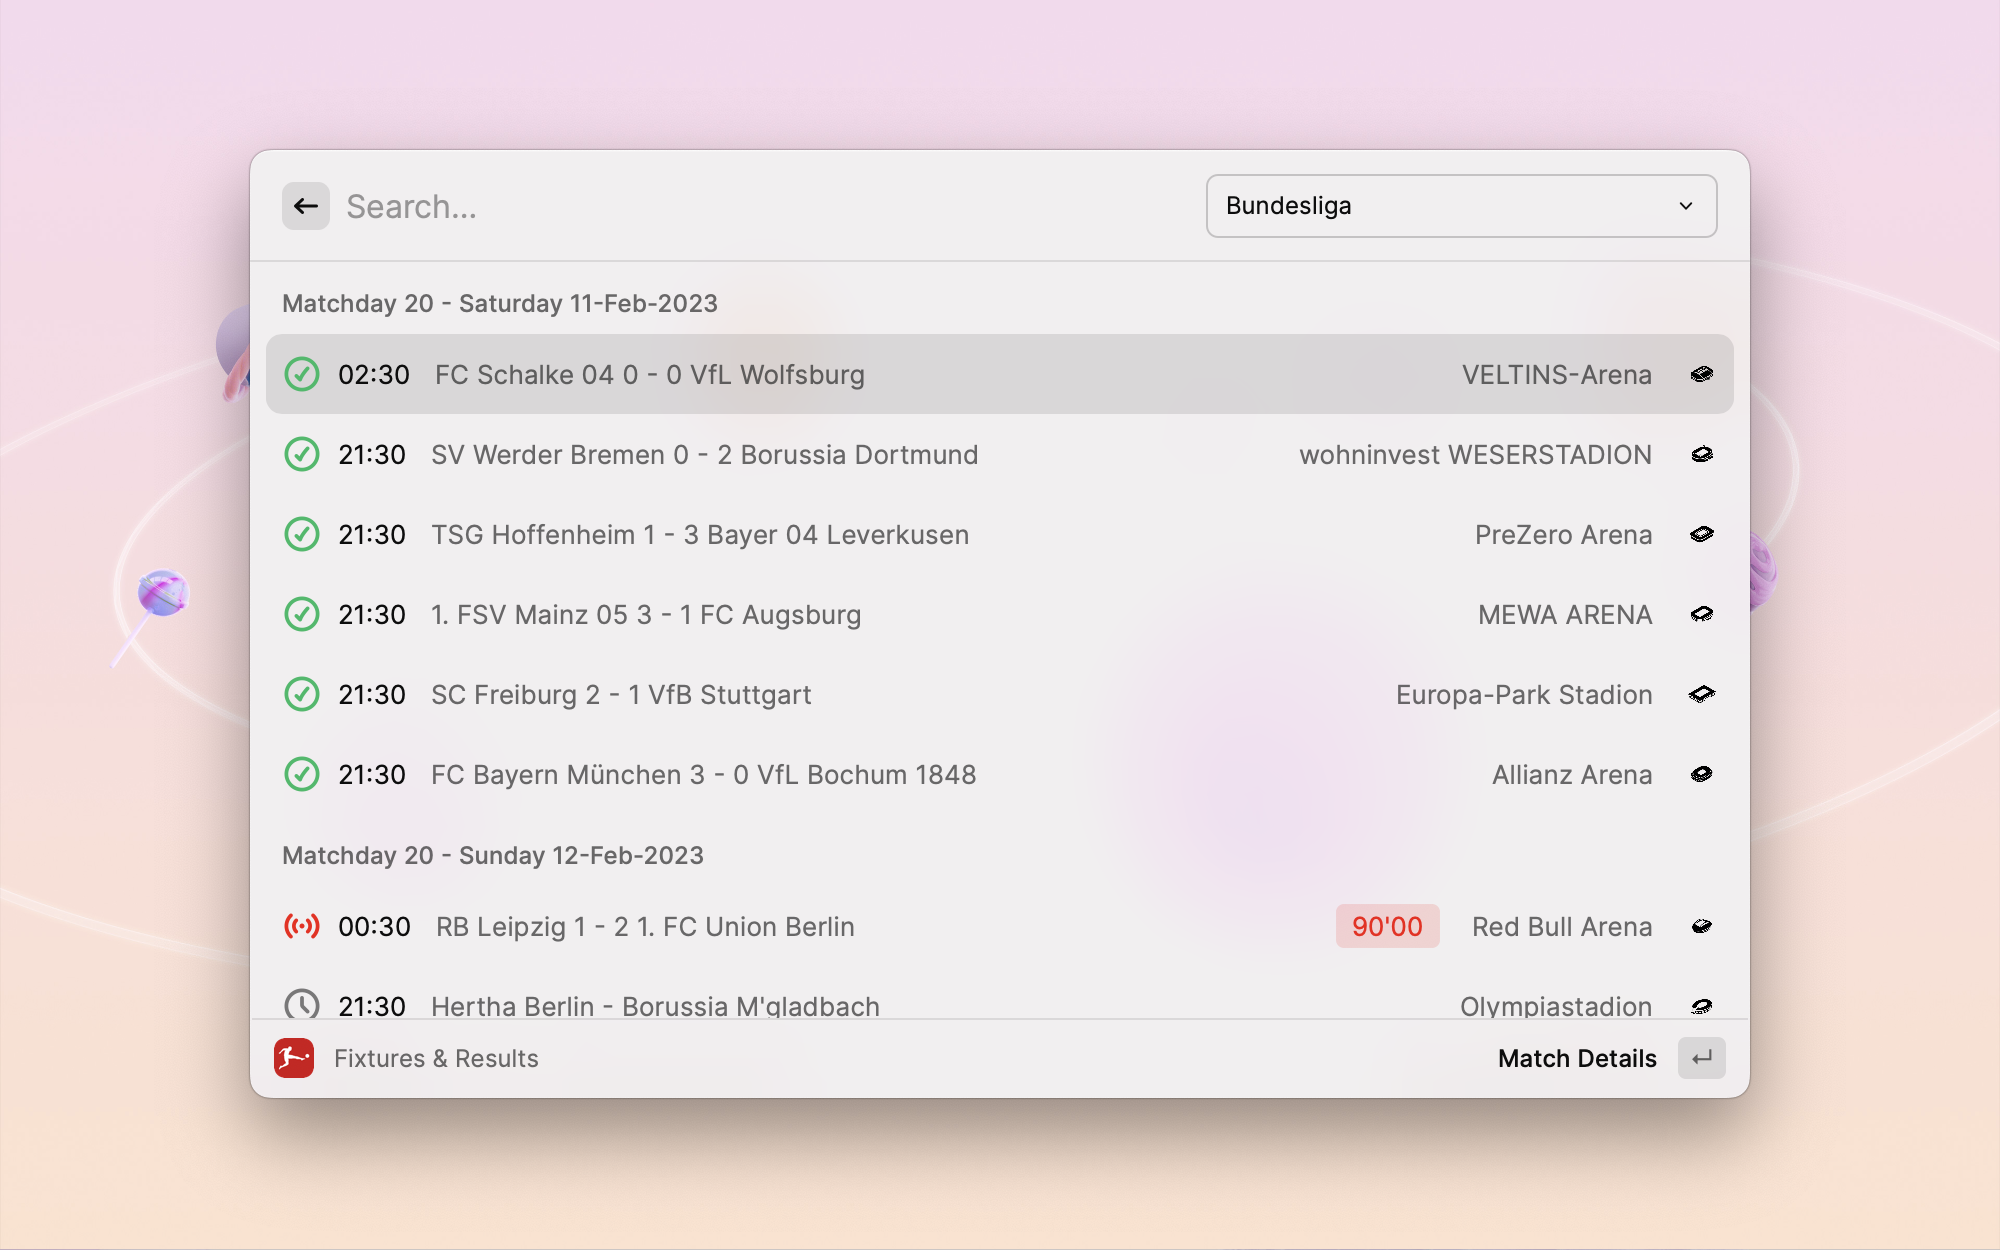 Search...
Bundesliga
Matchday 20 - Saturday 11-Feb-2023
02:30 FC Schalke 04 0 - 0 VfL Wolfsburg VELTINS-Arena
21:30 SV Werder Bremen 0 - 2 Borussia Dortmund wohninvest WESERSTADION
21:30 TSG Hoffenheim 1 - 3 Bayer 04 Leverkusen PreZero Arena
21:30 1. FSV Mainz 05 3 - 1 FC Augsburg MEWA ARENA
21:30 SC Freiburg 2 - 1 VfB Stuttgart Europa-Park Stadion
21:30 FC Bayern München 3 - 0 VfL Bochum 1848 Allianz Arena
Matchday 20 - Sunday 12-Feb-2023
00:30 RB Leipzig 1 - 2 1. FC Union Berlin 90'00 Red Bull Arena
21:30 Hertha Berlin - Borussia M'gladbach Olympiastadion
Fixtures & Results Match Details